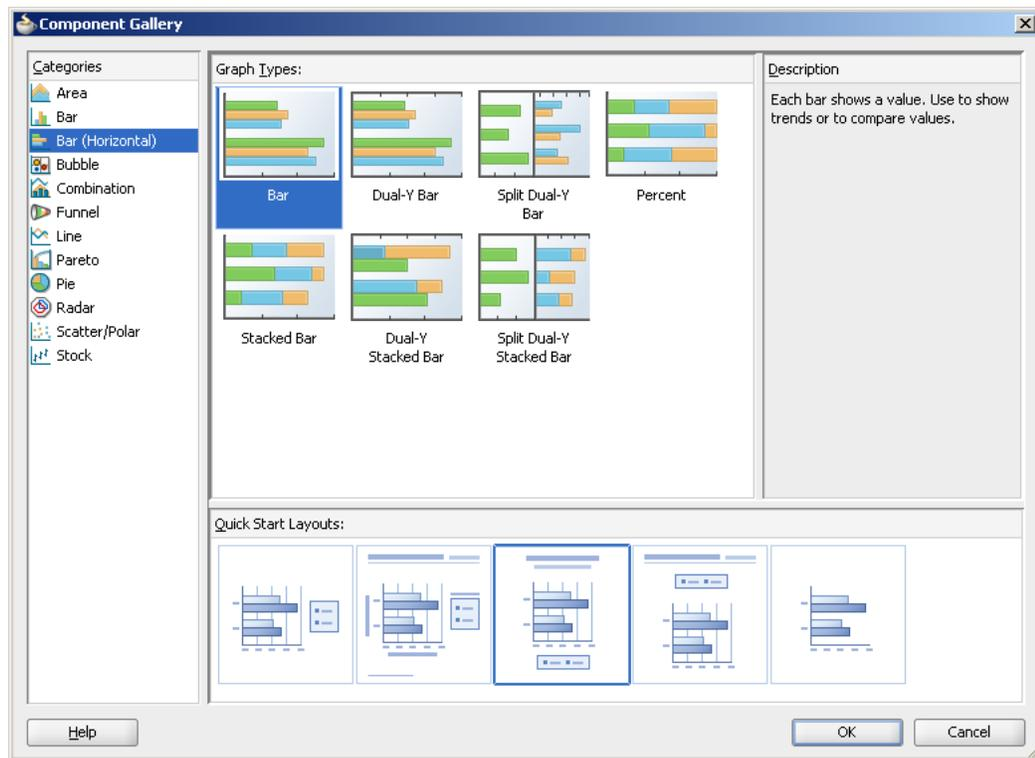 Component Gallery
Categories
Area
Bar
Bar (Horizontal)
Bubble
Combination
Funnel
Line
Pareto
Pie
Radar
Scatter/Polar
Stock
Graph Types:
Bar
Dual-Y Bar
Split Dual-Y
Bar
Percent
Stacked Bar
Dual-Y
Stacked Bar
Split Dual-Y
Stacked Bar
Description
Each bar shows a value. Use to show
trends or to compare values.
Quick Start Layouts:
Help
OK
Cancel